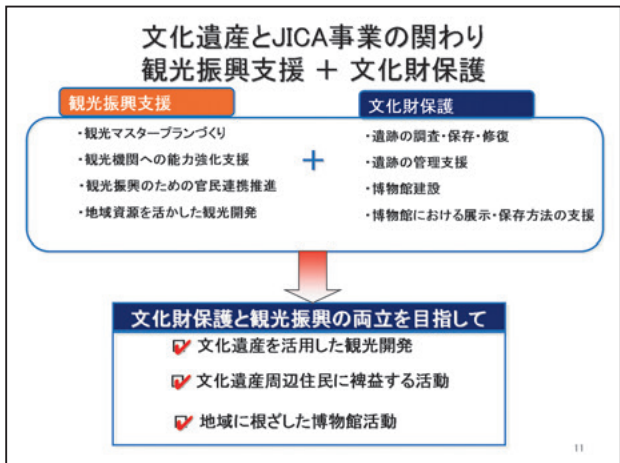 文化遺産とJICA事業の関わり
観光振興支援 + 文化財保護
観光振興支援
・観光マスタープランづくり
・観光機関への能力強化支援
・観光振興のための官民連携推進
・地域資源を活かした観光開発
+
文化財保護
・遺跡の調査・保存・修復
・遺跡の管理支援
・博物館建設
・博物館における展示・保存方法の支援
文化財保護と観光振興の両立を目指して
文化遺産を活用した観光開発
文化遺産周辺住民に裨益する活動
地域に根ざした博物館活動
11